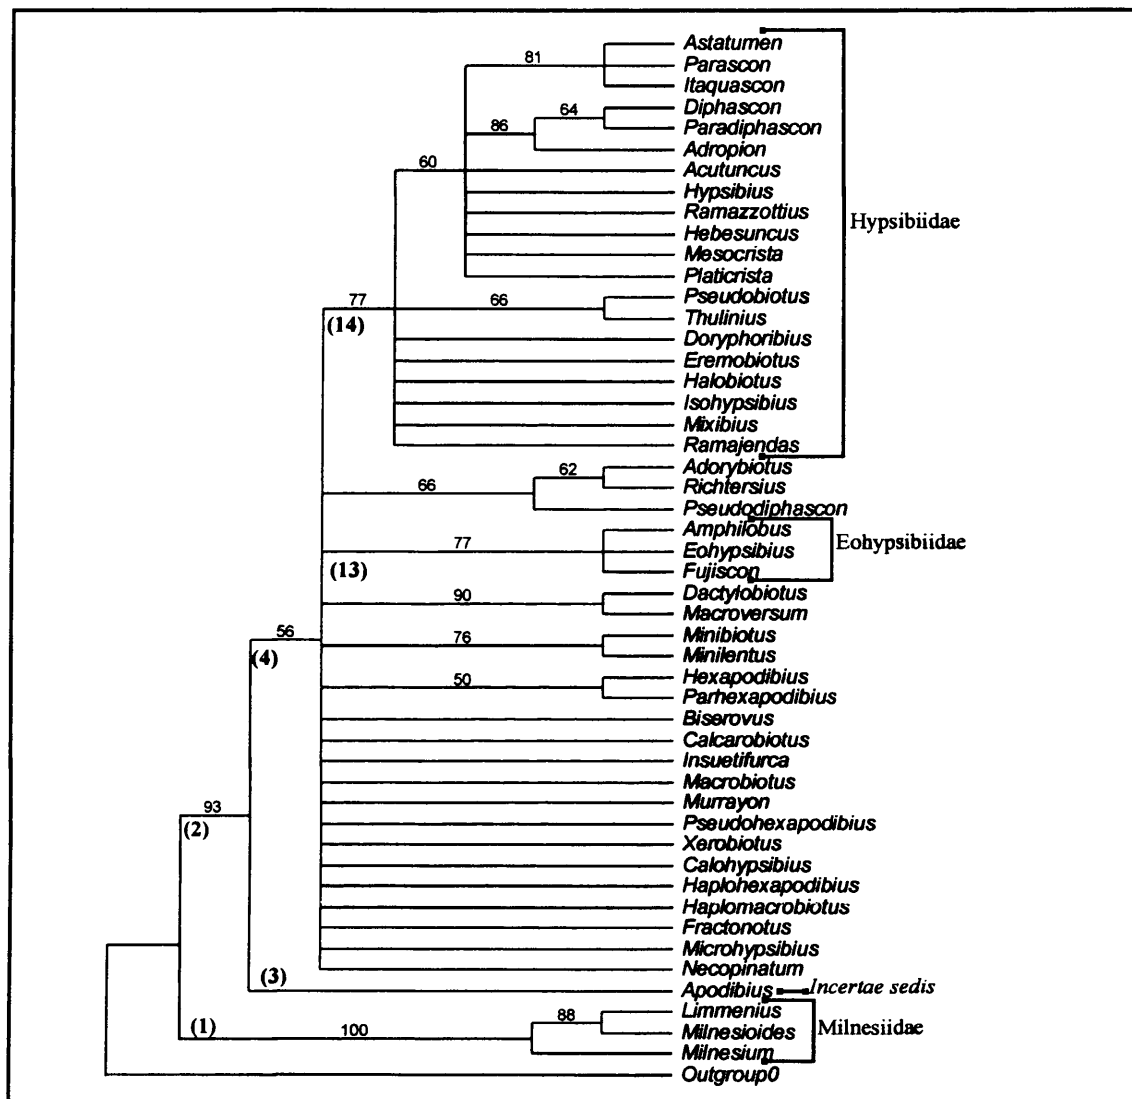 Astatumen
81
Parascon
Itaquascon
Diphascon
64
Paradiphascon
86
Adropion
60
Acutuncus
Hypsibius
Ramazzottius
Hypsibiidae
Hebesuncus
Mesocrista
Platicrista
77
66
Pseudobiotus
(14)
Thulinius
Doryphoribius
Eremobiotus
Halobiotus
Isohypsibius
Mixibius
Ramajendas
Adorybiotus
62
66
Richtersius
Pseudodiphascon
Amphilobus
77
Eohypsibius
Eohypsibiidae
(13)
Fujiscon
Dactylobiotus
90
Macroversum
Minibiotus
56
76
(4)
Minilentus
Hexapodibius
50
Parhexapodibius
Biserovus
Calcarobiotus
Insuetifurca
Macrobiotus
Murrayon
93
(2)
Pseudohexapodibius
Xerobiotus
Calohypsibius
Haplohexapodibius
Haplomacrobiotus
Fractonotus
Microhypsibius
Necopinatum
(3)
Apodibius
Incertae sedis
Limmenius
88
(1)
100
Milnesioides
Milnesiidae
Milnesium
Outgroup0